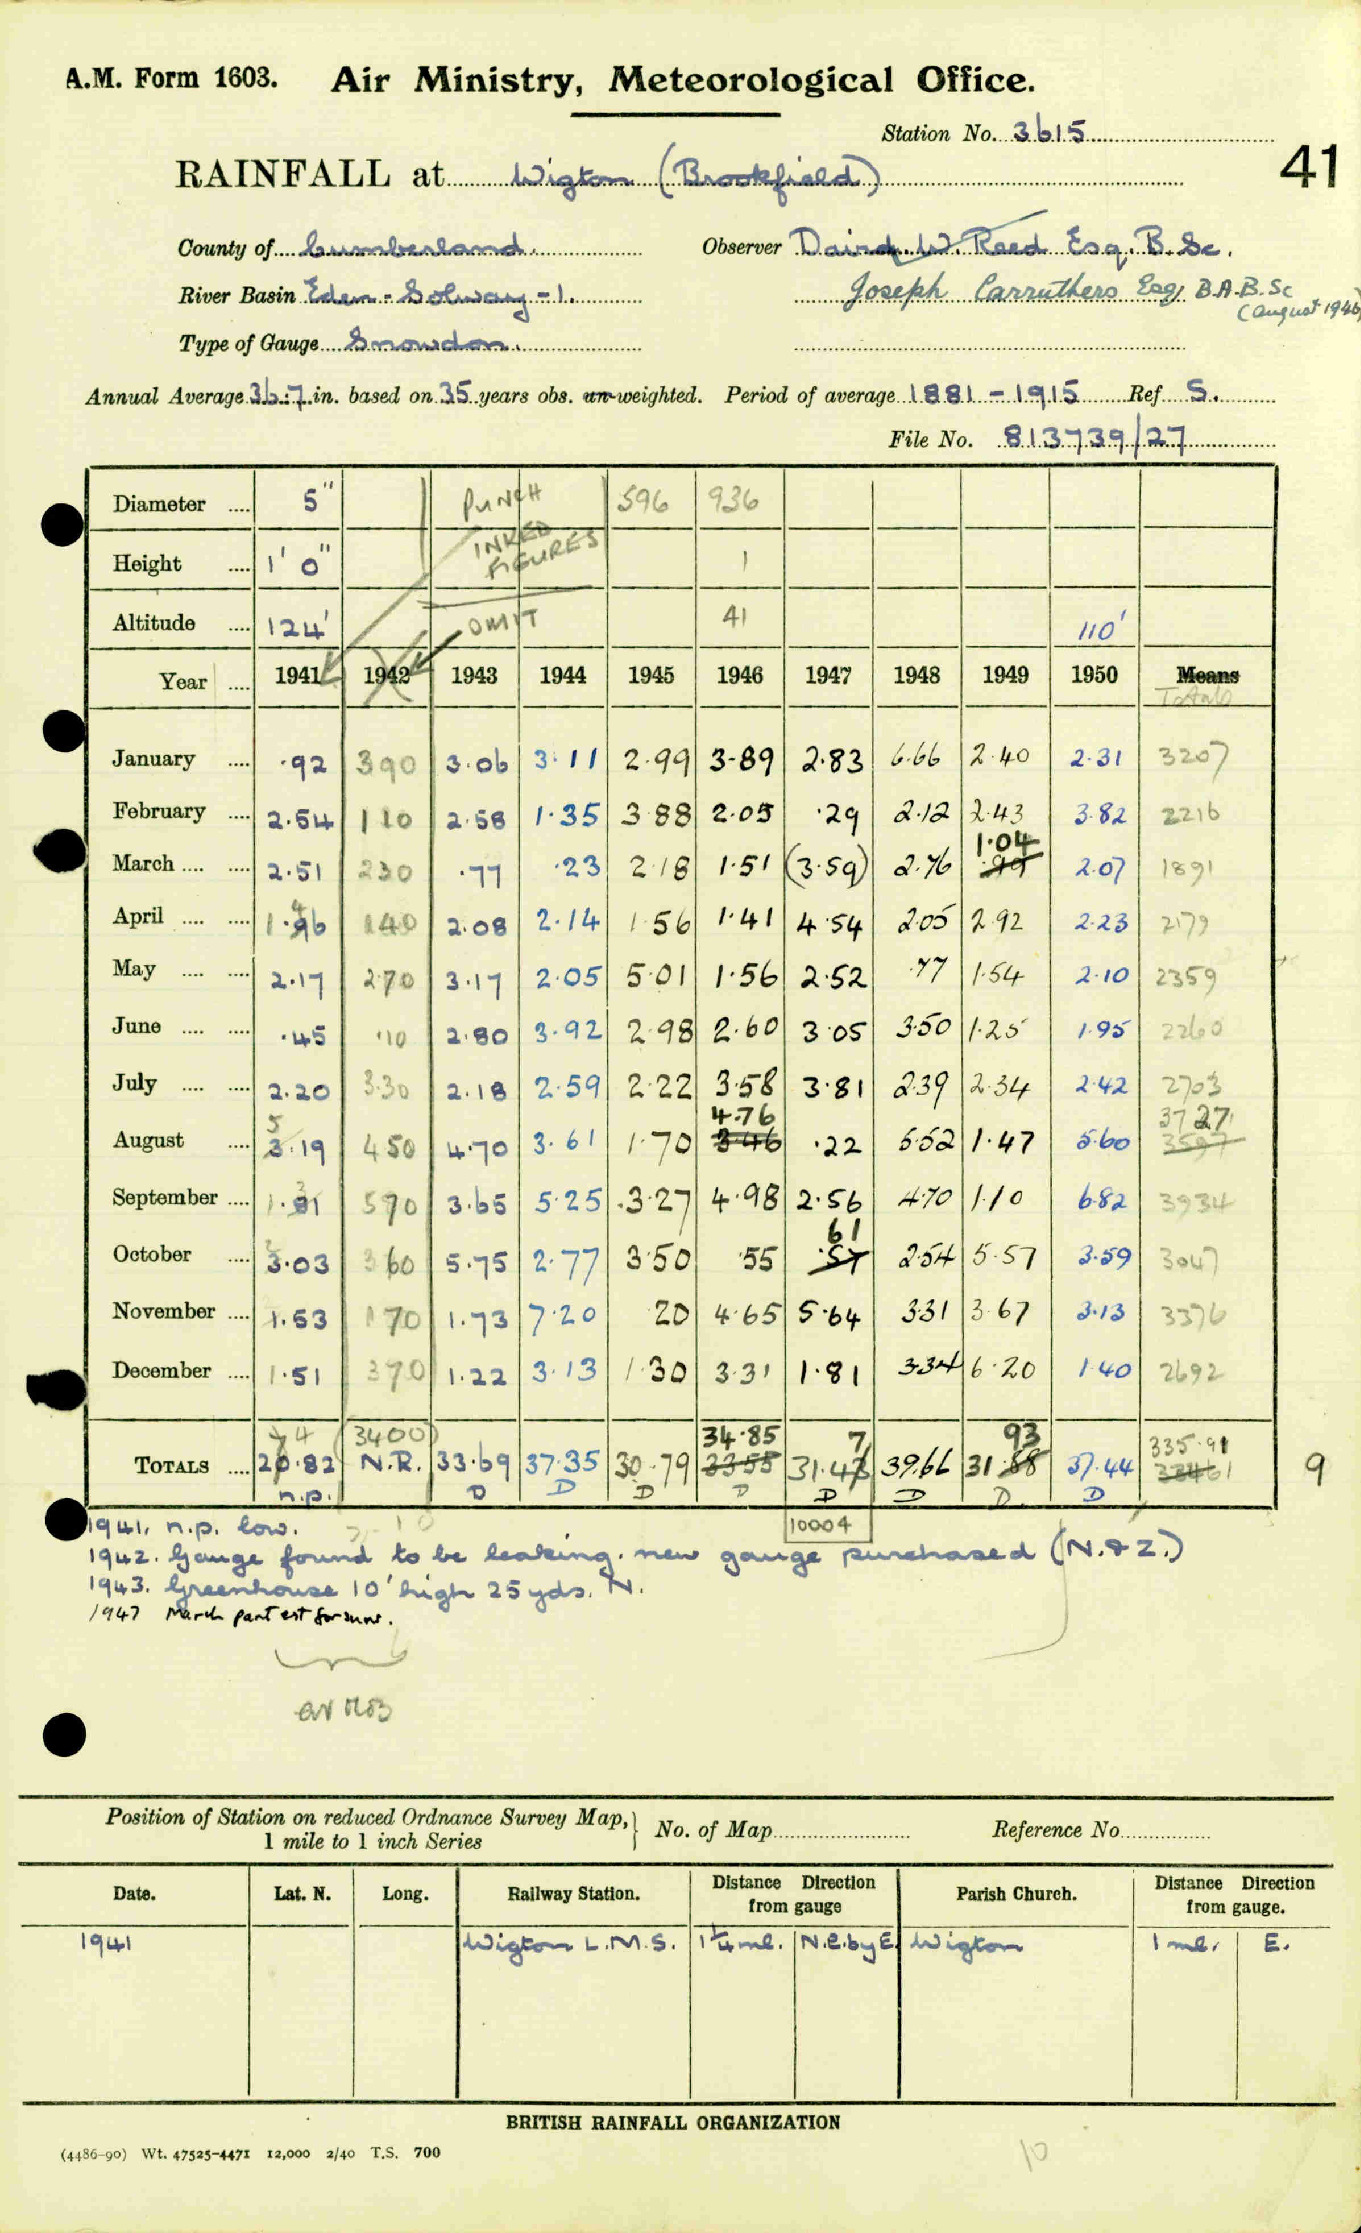 A.M. Form 1603. Air Ministry, Meteorological Office.
Station No. 3615
41
RAINFALL at Wigton (Brookfield)
County of Cumberland. Observer David W. Reed Esq. B.Sc.
River Basin Eden - Solway - 1. Joseph Carruthers Esq, B.A. B.Sc
(August 1946)
Type of Gauge Snowdon.
Annual Average 36.7 in. based on 35 years obs. un-weighted. Period of average 1881 - 1915 Ref S.
File No. 813739/27
Diameter .... 5" PUNCH 596 936
INKED FIGURES
Height .... 1' 0" 1
Altitude .... 124' OMIT 41 110'
Year .... 1941 1942 1943 1944 1945 1946 1947 1948 1949 1950 Means
Totals
January .... .92 390 3.06 3.11 2.99 3.89 2.83 6.66 2.40 2.31 3207
February .... 2.54 110 2.58 1.35 3.88 2.05 .29 2.12 2.43 3.82 2216
1.04
March .... 2.51 230 .77 .23 2.18 1.51 (3.59) 2.76 .99 2.07 1891
4
April .... .... 1.96 140 2.08 2.14 1.56 1.41 4.54 2.05 2.92 2.23 2179
May .... .... 2.17 270 3.17 2.05 5.01 1.56 2.52 .77 1.54 2.10 2359
June .... .... .45 .10 2.80 3.92 2.98 2.60 3.05 3.50 1.25 1.95 2260
July .... .... 2.20 3.30 2.18 2.59 2.22 3.58 3.81 2.39 2.34 2.42 2703
5 4.76 3727
August .... 3.19 450 4.70 3.61 1.70 3.46 .22 5.52 1.47 5.60 3597
3
September .... 1.81 570 3.65 5.25 3.27 4.98 2.56 4.70 1.10 6.82 3934
61
October .... 3.03 360 5.75 2.77 3.50 .55 .57 2.54 5.57 3.59 3047
November .... 1.53 170 1.73 7.20 20 4.65 5.64 3.31 3.67 3.13 3376
December .... 1.51 370 1.22 3.13 1.30 3.31 1.81 3.34 6.20 1.40 2692
4 (3400) 34.85 7 93 335.91
TOTALS .... 20.82 N.R. 33.69 37.35 30.79 33.55 31.43 39.66 31.88 37.44 33461 9
n.p. D D D D D D D D
10004
1941. n.p. low.
1942. Gauge found to be leaking. new gauge purchased (N. & Z.)
1943. Greenhouse 10' high 25 yds. N.
1947 March part est for snow.
Position of Station on reduced Ordnance Survey Map, 1 mile to 1 inch Series } No. of Map Reference No.
Date. Lat. N. Long. Railway Station. Distance Direction from gauge Parish Church. Distance Direction from gauge.
1941 Wigton L.M.S. 1¼ ml. N.E. by E. Wigton 1 ml. E.
BRITISH RAINFALL ORGANIZATION
(4486-90) Wt. 47525-4471 12,000 2/40 T.S. 700
10